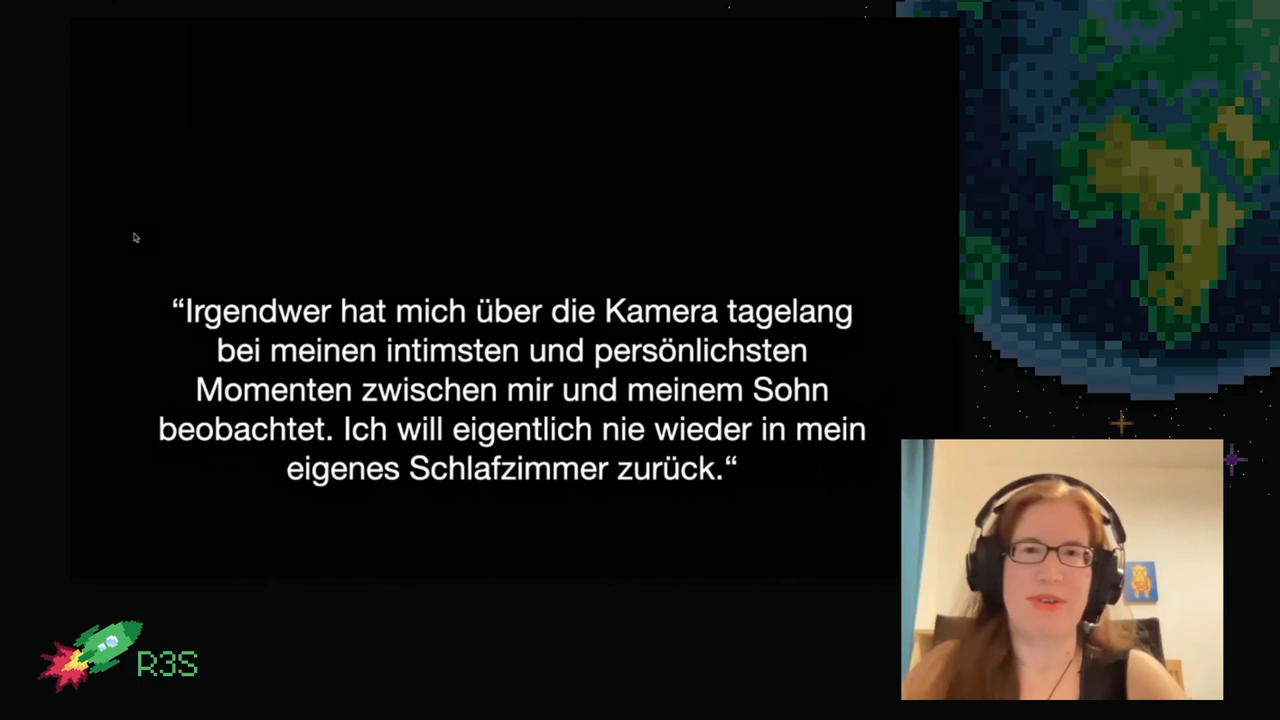 “Irgendwer hat mich über die Kamera tagelang
bei meinen intimsten und persönlichsten
Momenten zwischen mir und meinem Sohn
beobachtet. Ich will eigentlich nie wieder in mein
eigenes Schlafzimmer zurück.“
R3S